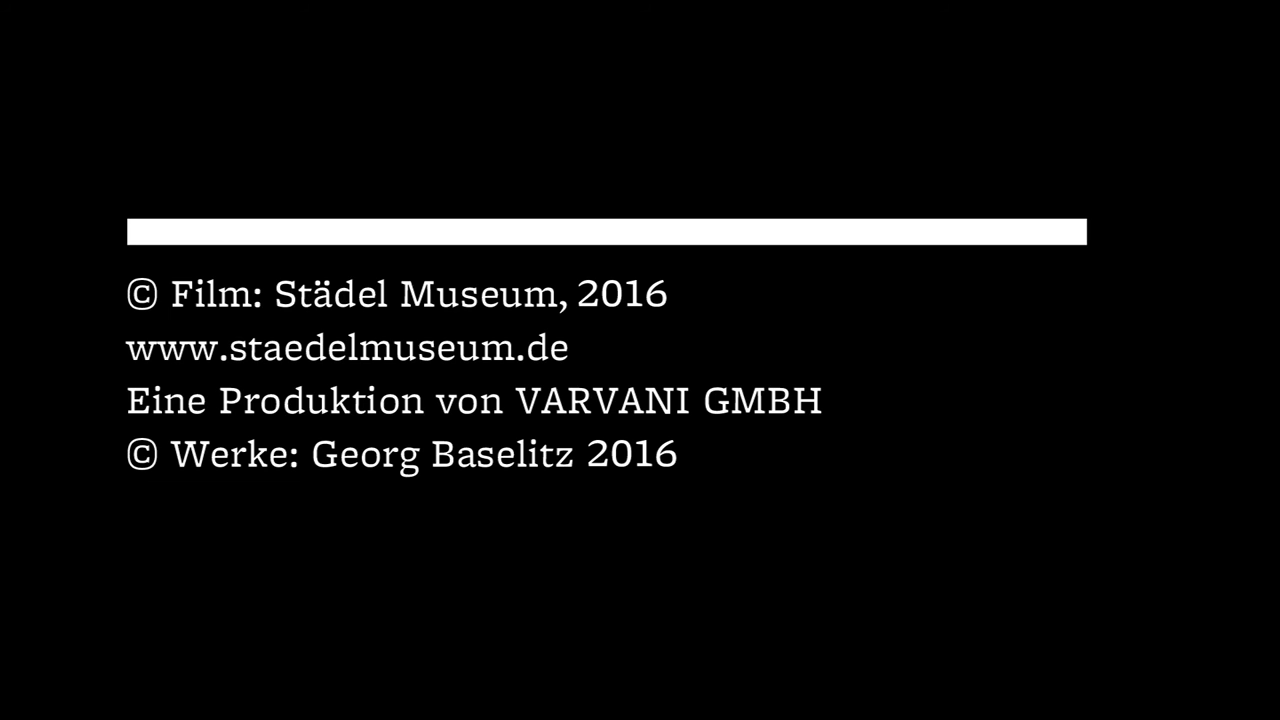 © Film: Städel Museum, 2016
www.staedelmuseum.de
Eine Produktion von VARVANI GMBH
© Werke: Georg Baselitz 2016